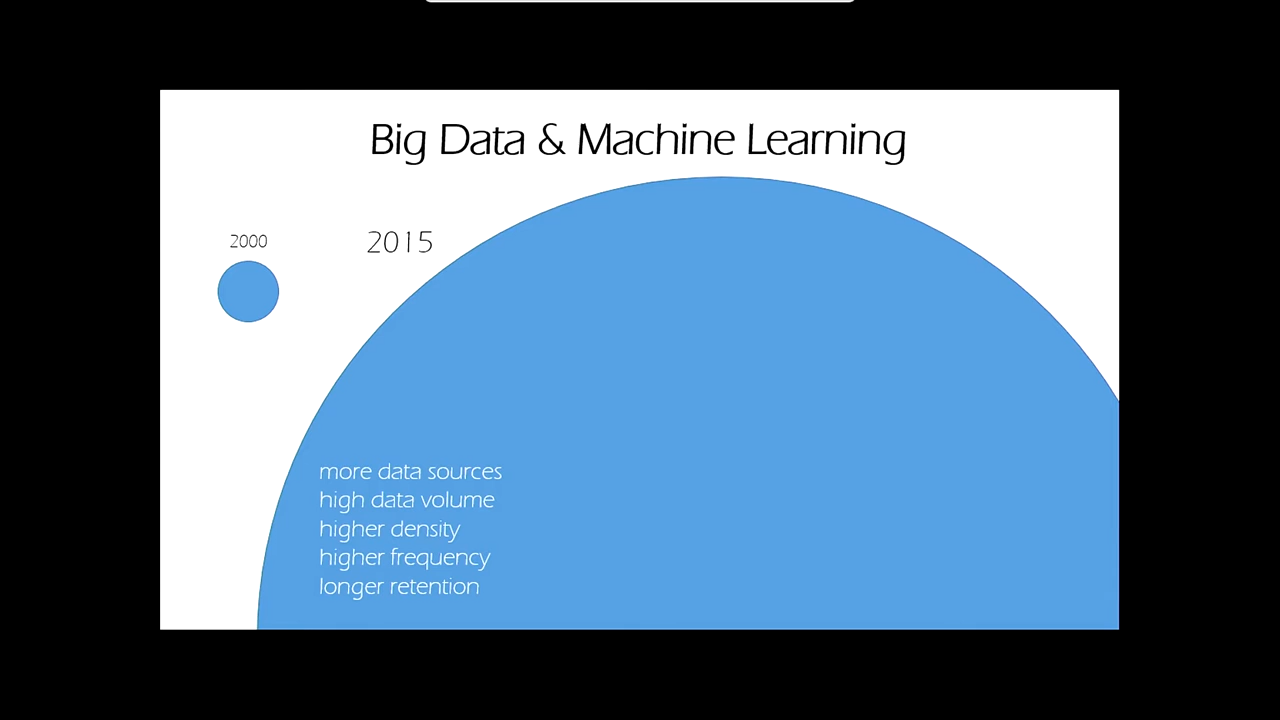 Big Data & Machine Learning
2000
2015
more data sources
high data volume
higher density
higher frequency
longer retention